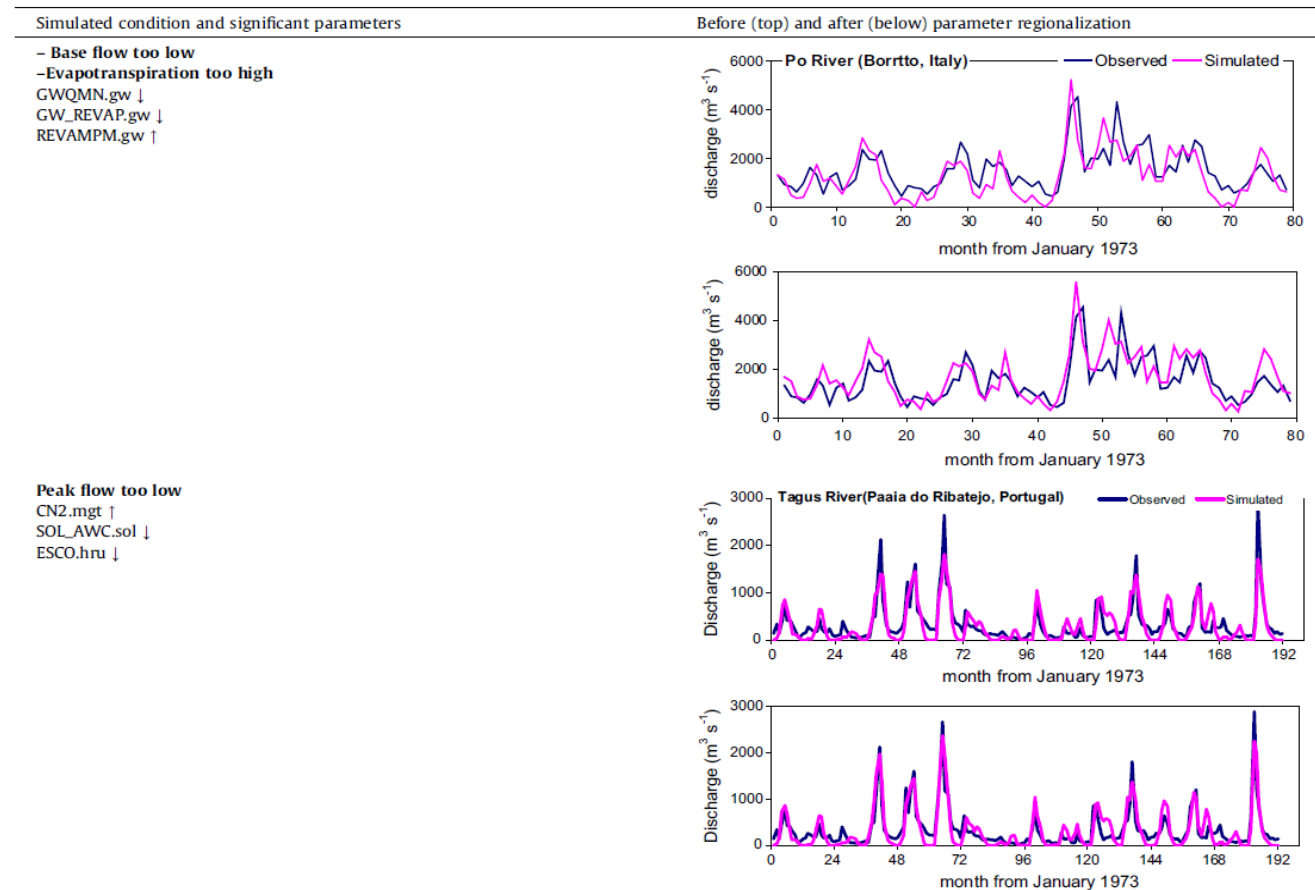 Simulated condition and significant parameters
Before (top) and after (below) parameter regionalization
– Base flow too low
–Evapotranspiration too high
GWQMN.gw ↓
GW_REVAP.gw ↓
REVAMPM.gw ↑
Po River (Borrtto, Italy)
Observed
Simulated
discharge (m³ s⁻¹)
6000
4000
2000
0
0 10 20 30 40 50 60 70 80
month from January 1973
discharge (m³ s⁻¹)
6000
4000
2000
0
0 10 20 30 40 50 60 70 80
month from January 1973
Peak flow too low
CN2.mgt ↑
SOL_AWC.sol ↓
ESCO.hru ↓
Tagus River(Paaia do Ribatejo, Portugal)
Observed
Simulated
Discharge (m³ s⁻¹)
3000
2000
1000
0
0 24 48 72 96 120 144 168 192
month from January 1973
Discharge (m³ s⁻¹)
3000
2000
1000
0
0 24 48 72 96 120 144 168 192
month from January 1973